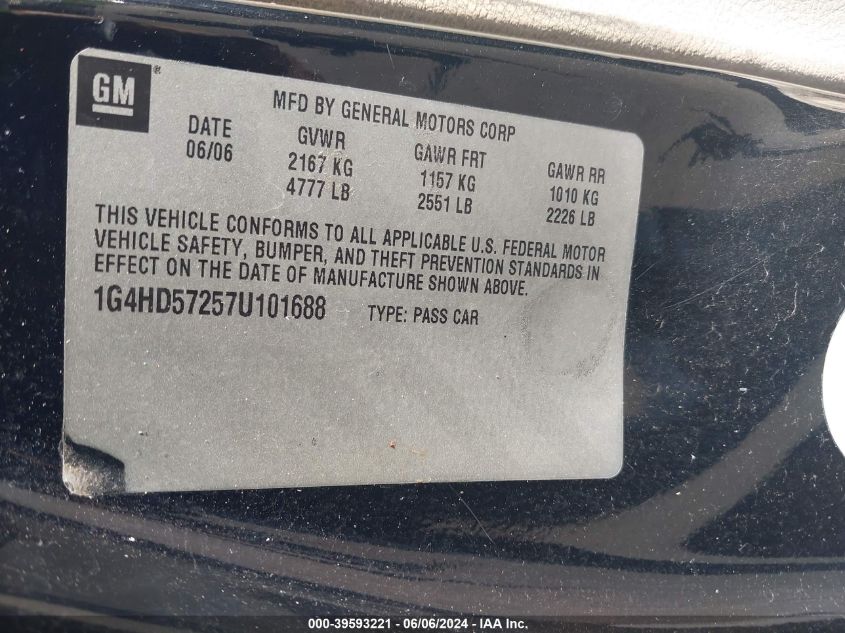 GM®
MFD BY GENERAL MOTORS CORP
DATE GVWR GAWR FRT GAWR RR
06/06 2167 KG 1157 KG 1010 KG
4777 LB 2551 LB 2226 LB
THIS VEHICLE CONFORMS TO ALL APPLICABLE U.S. FEDERAL MOTOR
VEHICLE SAFETY, BUMPER, AND THEFT PREVENTION STANDARDS IN
EFFECT ON THE DATE OF MANUFACTURE SHOWN ABOVE.
1G4HD57257U101688 TYPE: PASS CAR
000-39593221 - 06/06/2024 - IAA Inc.